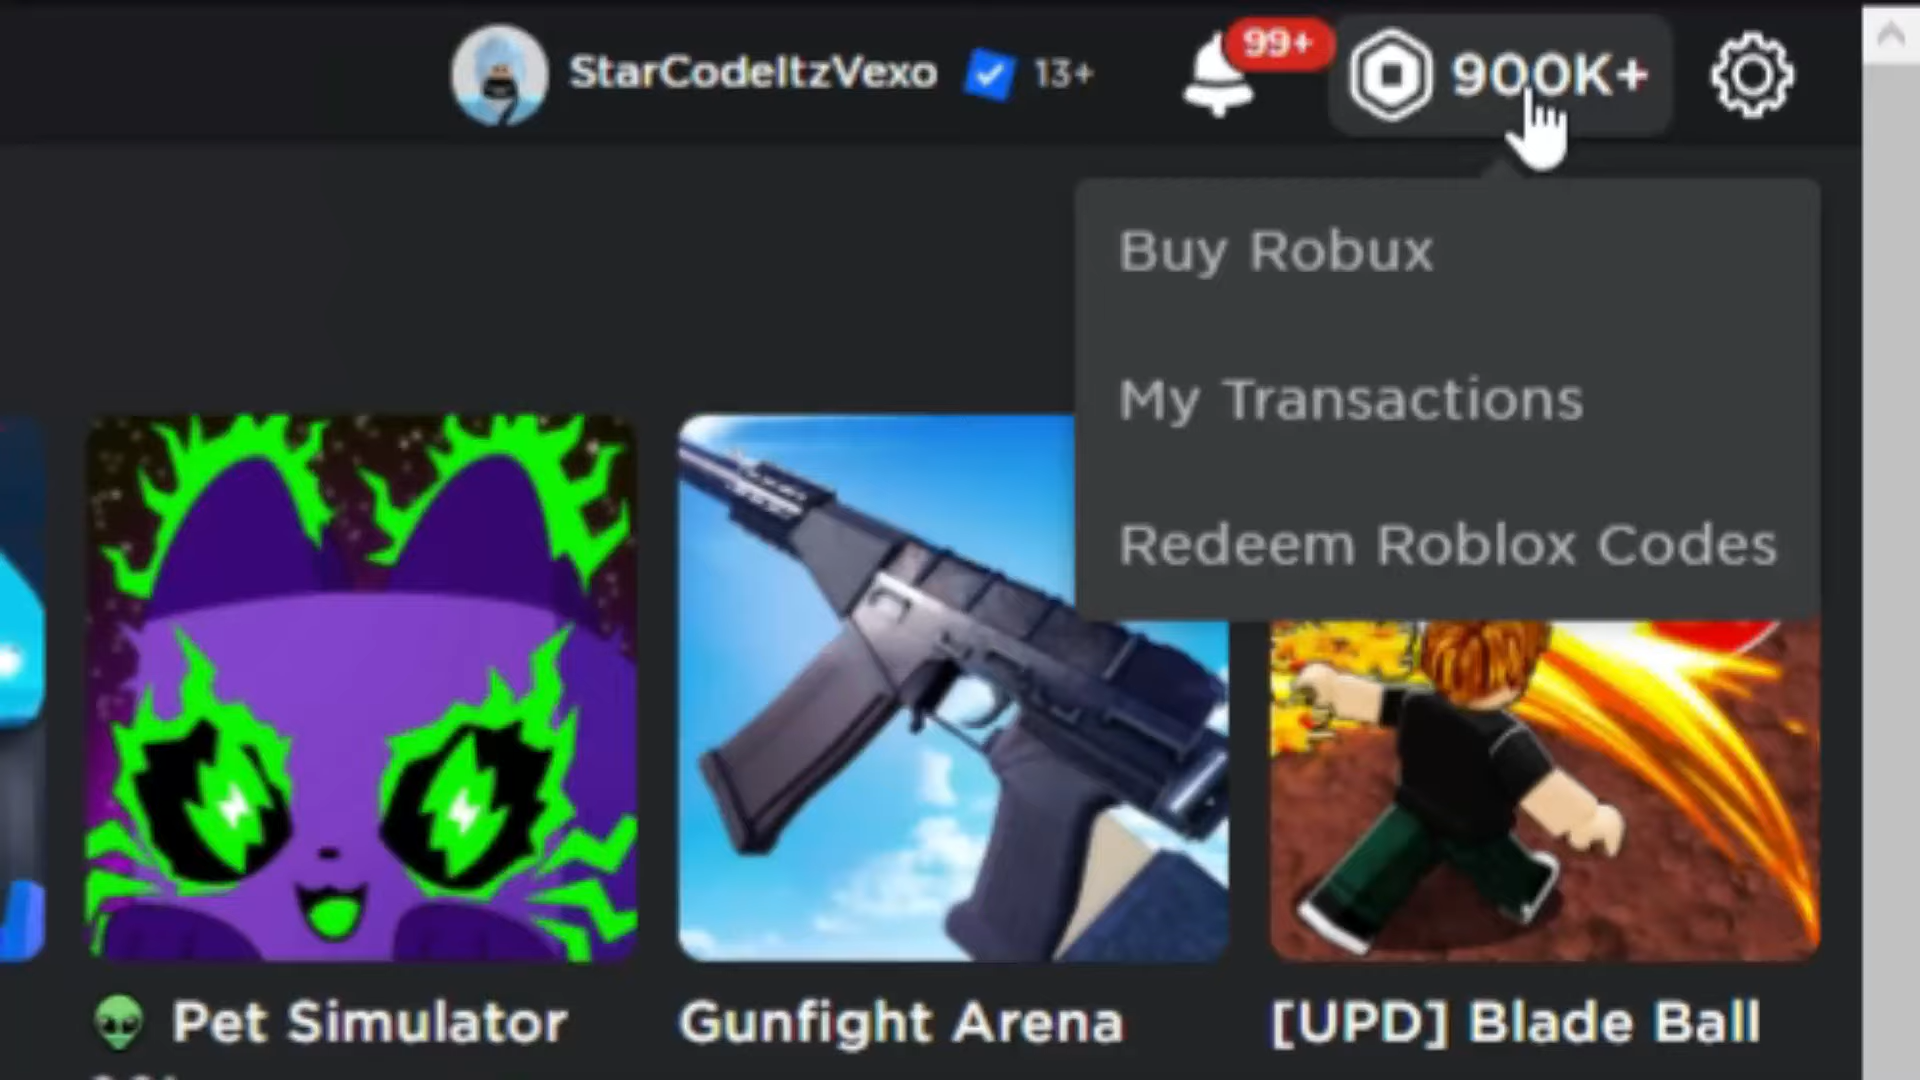 StarCodeItzVexo 13+ 99+ 900K+
Buy Robux
My Transactions
Redeem Roblox Codes
Pet Simulator Gunfight Arena [UPD] Blade Ball